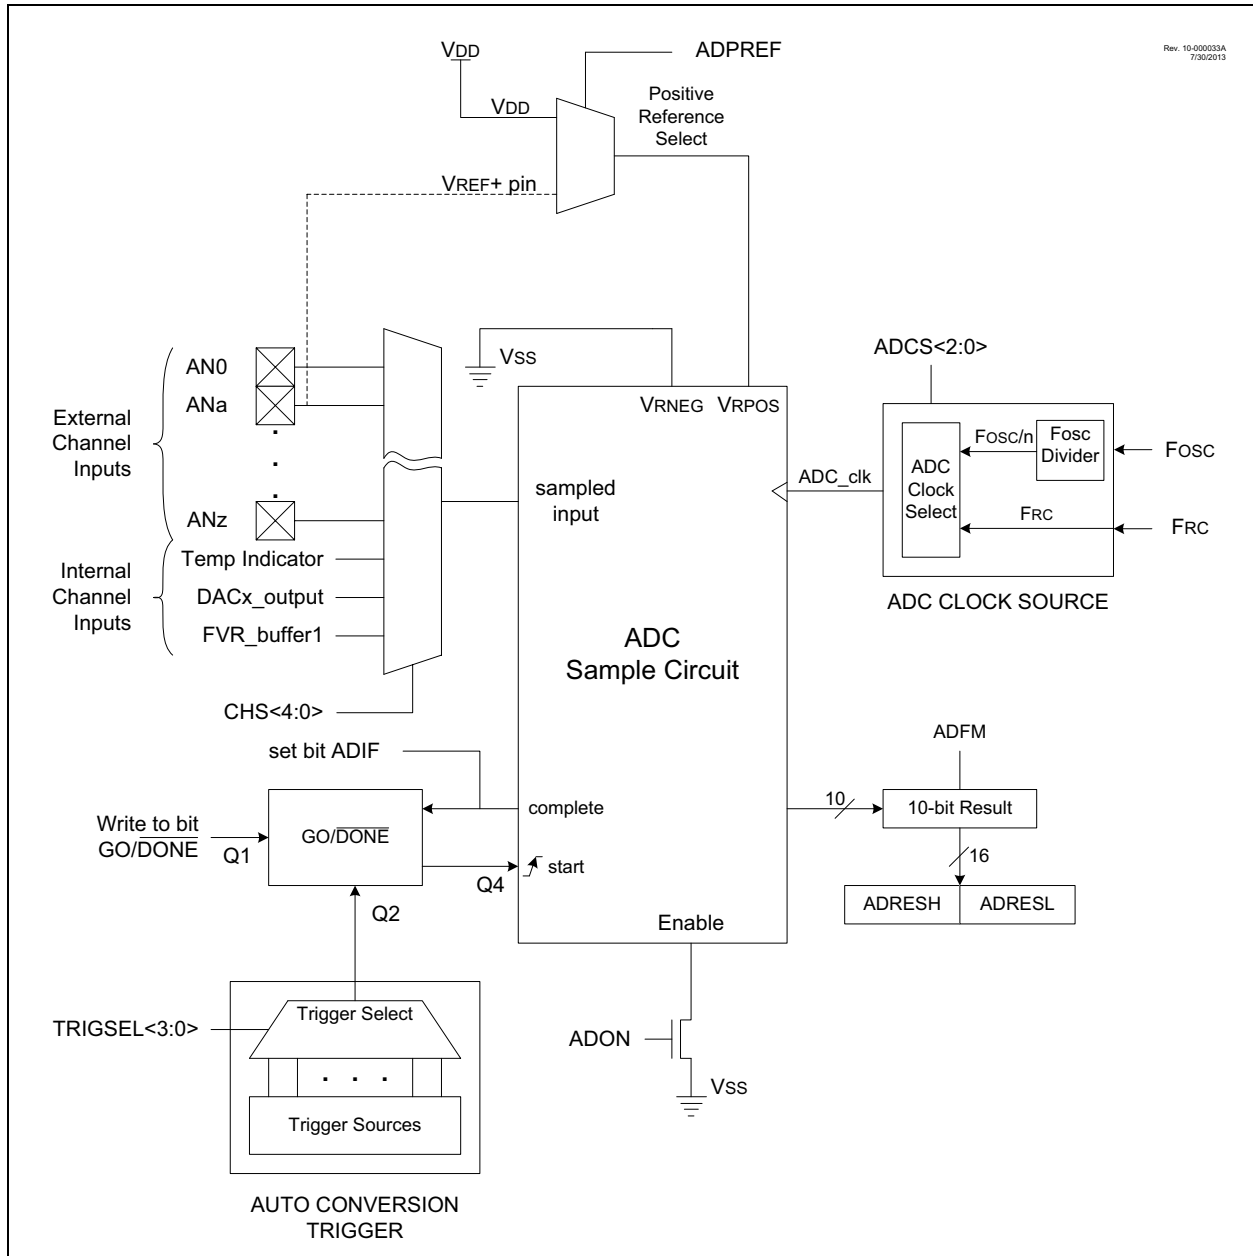 VDD
ADPREF
Rev. 10-000033A
7/30/2013
VDD
Positive
Reference
Select
VREF+ pin
VSS
ADCS<2:0>
AN0
ANa
External
Channel
Inputs
. . .
ANz
VRNEG VRPOS
FOSC/n
Fosc
Divider
FOSC
ADC
Clock
Select
ADC_clk
FRC
FRC
ADC CLOCK SOURCE
sampled
input
Internal
Channel
Inputs
Temp Indicator
DACx_output
FVR_buffer1
ADC
Sample Circuit
CHS<4:0>
set bit ADIF
ADFM
complete
10
10-bit Result
Write to bit
GO/DONE
Q1
GO/DONE
Q4
start
16
ADRESH ADRESL
Q2
Enable
TRIGSEL<3:0>
Trigger Select
. . .
Trigger Sources
ADON
VSS
AUTO CONVERSION
TRIGGER